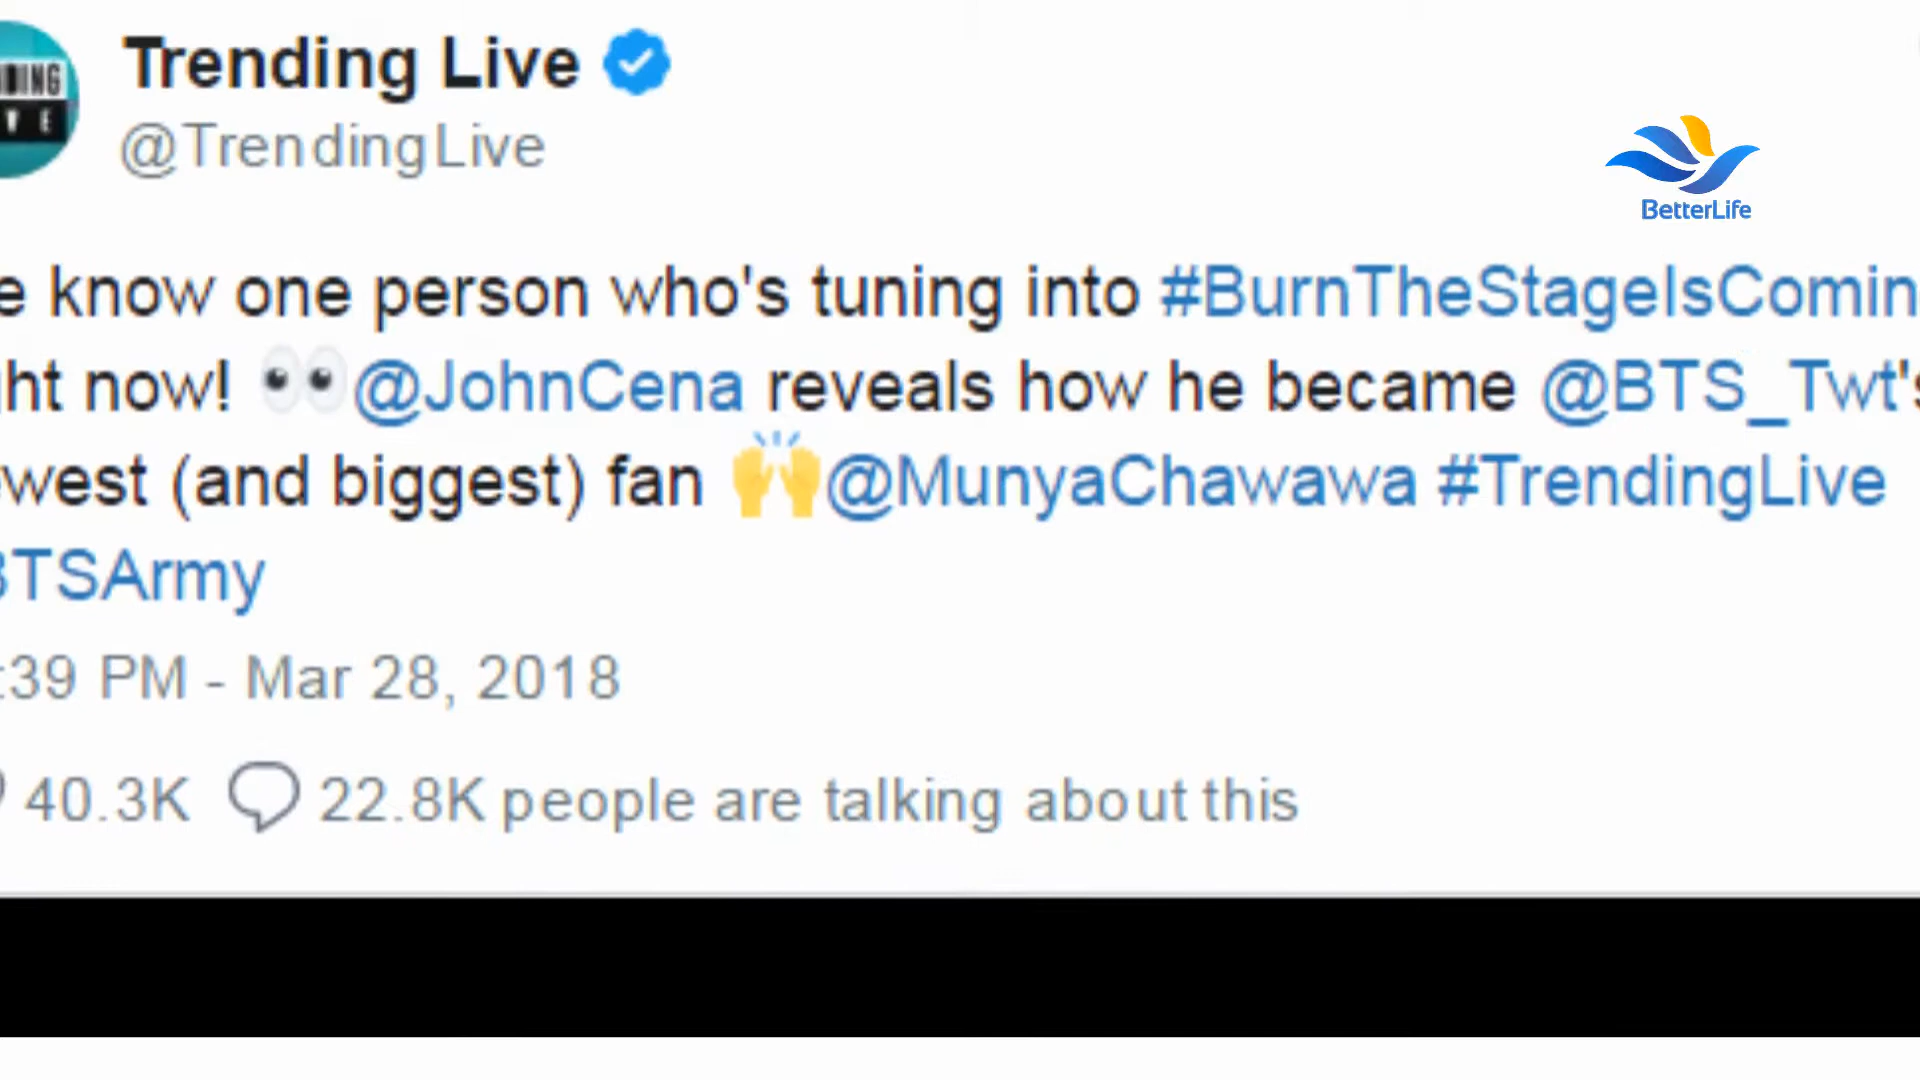 DING
VE
Trending Live
@TrendingLive
BetterLife
e know one person who's tuning into #BurnTheStageIsComin
ht now! 👀@JohnCena reveals how he became @BTS_Twt's
west (and biggest) fan 🙌@MunyaChawawa #TrendingLive
BTSArmy
:39 PM - Mar 28, 2018
40.3K 22.8K people are talking about this